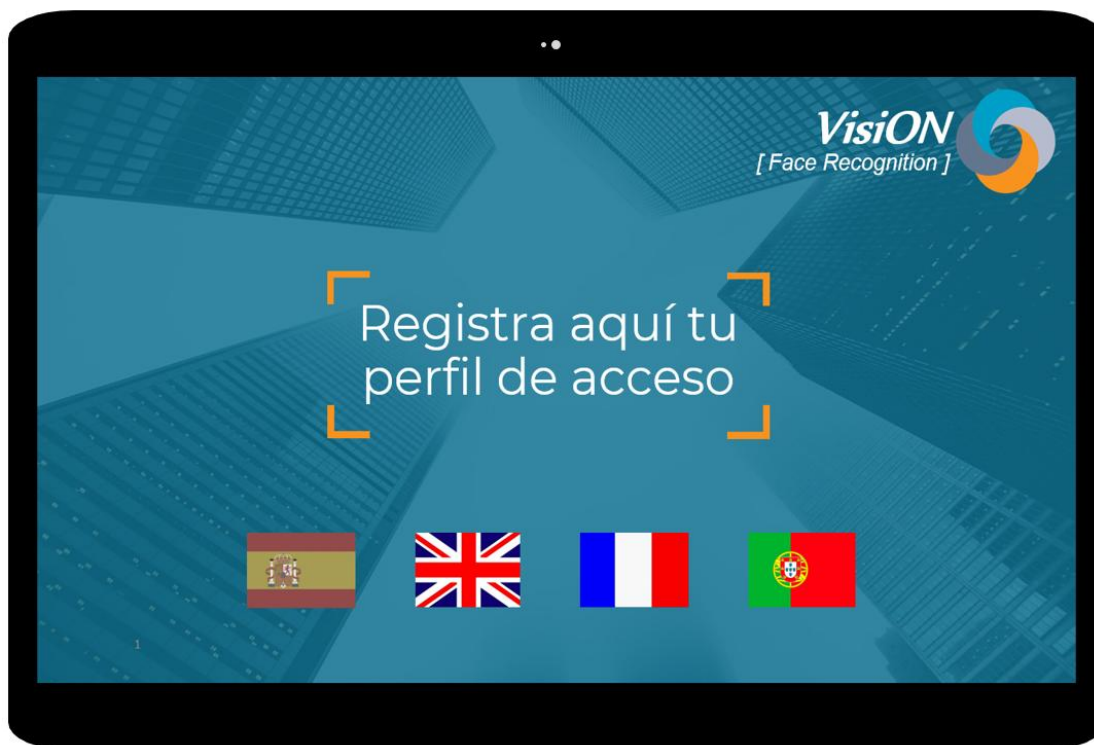 VisiON
[ Face Recognition ]
Registra aquí tu
perfil de acceso
1